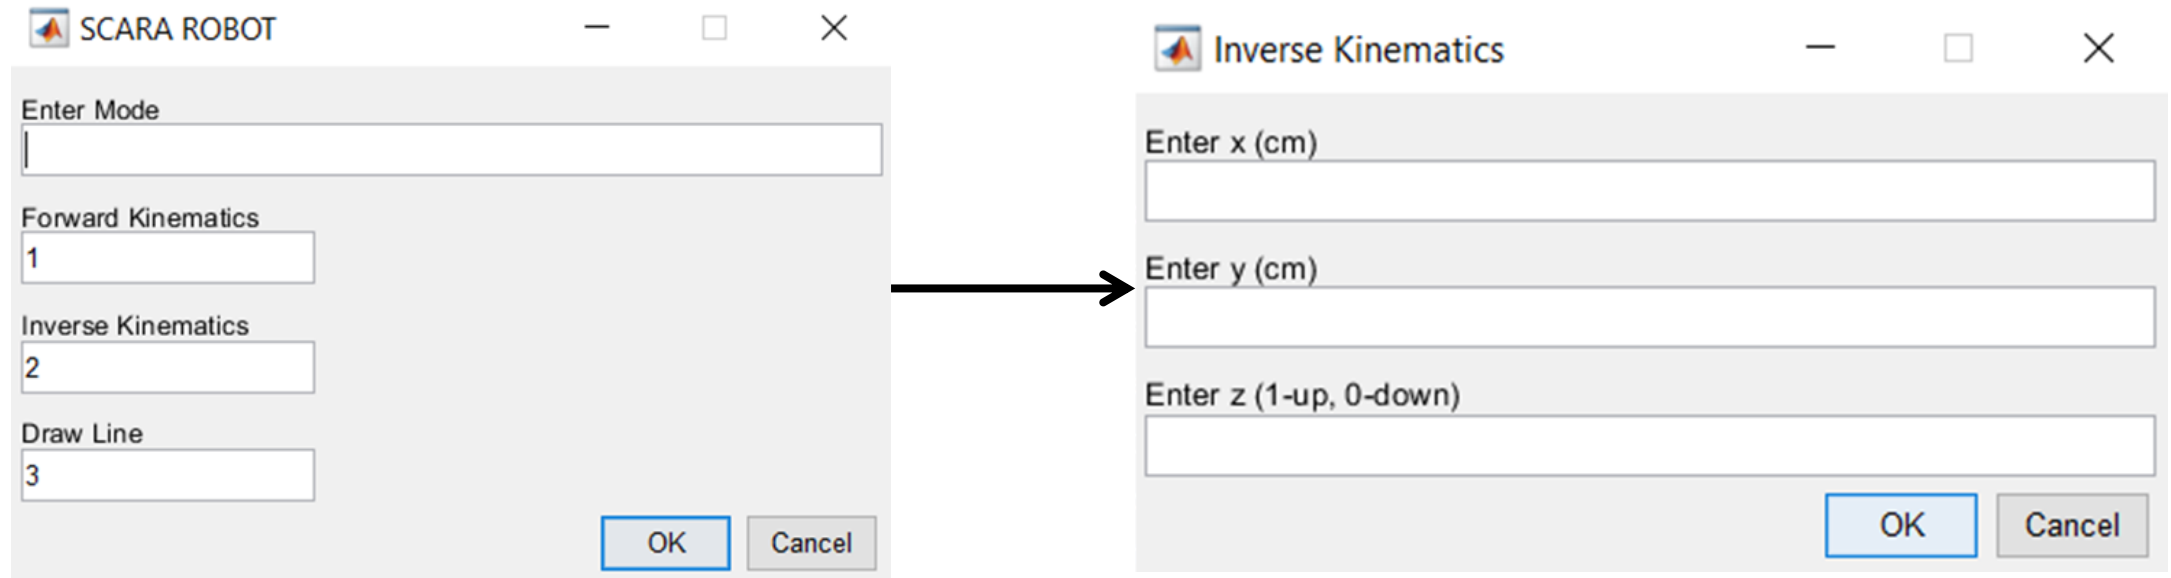 SCARA ROBOT
Enter Mode
Forward Kinematics
1
Inverse Kinematics
2
Draw Line
3
OK
Cancel
Inverse Kinematics
Enter x (cm)
Enter y (cm)
Enter z (1-up, 0-down)
OK
Cancel